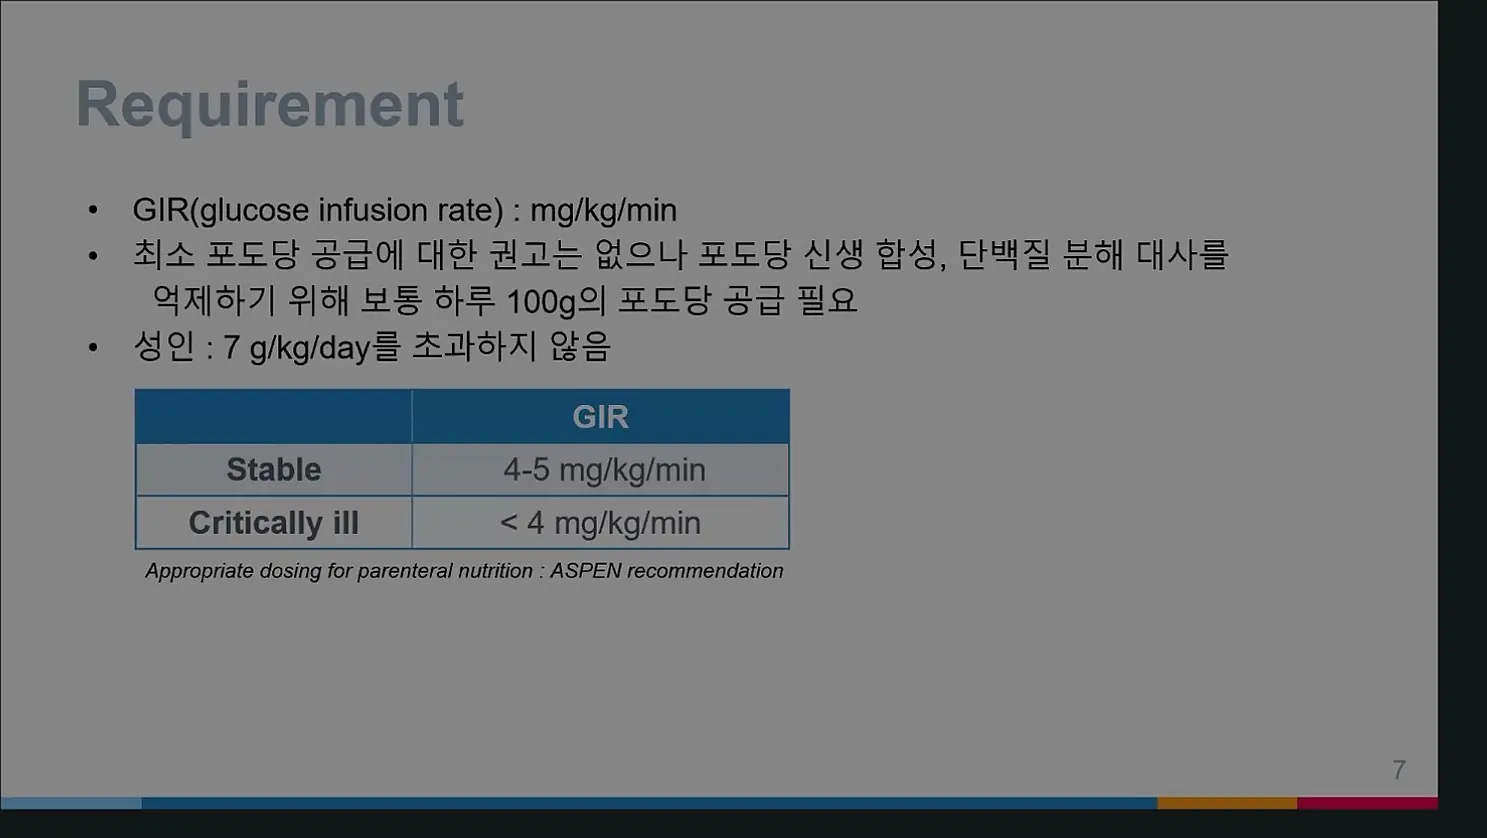 Requirement
• GIR(glucose infusion rate) : mg/kg/min
• 최소 포도당 공급에 대한 권고는 없으나 포도당 신생 합성, 단백질 분해 대사를
억제하기 위해 보통 하루 100g의 포도당 공급 필요
• 성인 : 7 g/kg/day를 초과하지 않음
GIR
Stable 4-5 mg/kg/min
Critically ill < 4 mg/kg/min
Appropriate dosing for parenteral nutrition : ASPEN recommendation
7